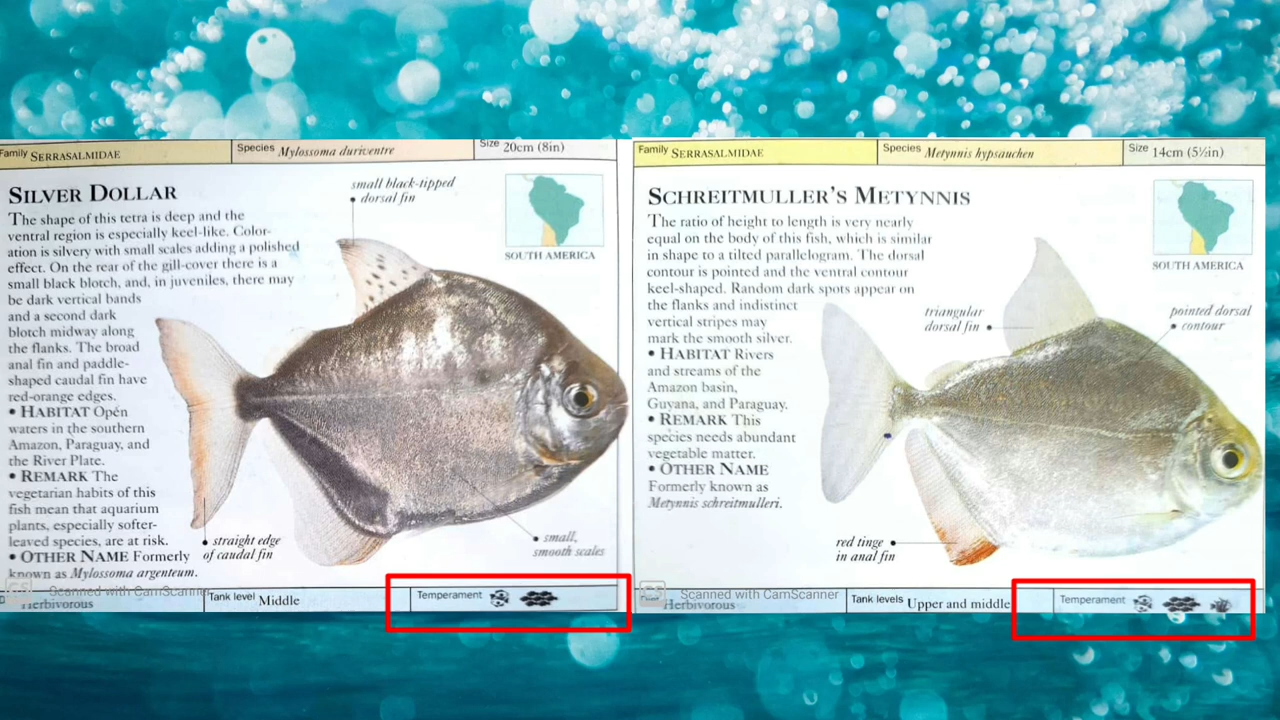 Family SERRASALMIDAE
Species Mylossoma duriventre
Size 20cm (8in)
SILVER DOLLAR
The shape of this tetra is deep and the
ventral region is especially keel-like. Color-
ation is silvery with small scales adding a polished
effect. On the rear of the gill-cover there is a
small black blotch, and, in juveniles, there may
be dark vertical bands
and a second dark
blotch midway along
the flanks. The broad
anal fin and paddle-
shaped caudal fin have
red-orange edges.
• HABITAT Open
waters in the southern
Amazon, Paraguay, and
the River Plate.
• REMARK The
vegetarian habits of this
fish mean that aquarium
plants, especially softer-
leaved species, are at risk.
• OTHER NAME Formerly
known as Mylossoma argenteum.
small black-tipped
dorsal fin
SOUTH AMERICA
straight edge
of caudal fin
small,
smooth scales
CS Scanned with CamScanner
Herbivorous
Tank level Middle
Temperament
Family SERRASALMIDAE
Species Metynnis hypsauchen
Size 14cm (5½in)
SCHREITMULLER'S METYNNIS
The ratio of height to length is very nearly
equal on the body of this fish, which is similar
in shape to a tilted parallelogram. The dorsal
contour is pointed and the ventral contour
keel-shaped. Random dark spots appear on
the flanks and indistinct
vertical stripes may
mark the smooth silver.
• HABITAT Rivers
and streams of the
Amazon basin,
Guyana, and Paraguay.
• REMARK This
species needs abundant
vegetable matter.
• OTHER NAME
Formerly known as
Metynnis schreitmulleri.
SOUTH AMERICA
triangular
dorsal fin
pointed dorsal
contour
red tinge
in anal fin
CS Scanned with CamScanner
Herbivorous
Tank levels Upper and middle
Temperament